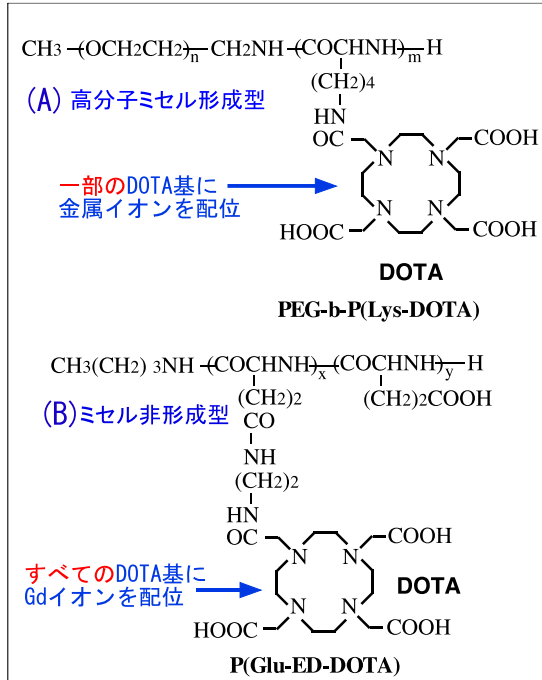 CH3-(OCH2CH2)n-CH2NH-(COCHNH)m-H
(CH2)4
(A) 高分子ミセル形成型
HN
OC
COOH
N N
一部のDOTA基に
金属イオンを配位
N N
HOOC
COOH
DOTA
PEG-b-P(Lys-DOTA)
CH3(CH2) 3NH-(COCHNH)x-(COCHNH)y-H
(CH2)2 (CH2)2COOH
(B)ミセル非形成型
CO
NH
(CH2)2
HN
OC
COOH
N N
すべてのDOTA基に
Gdイオンを配位
DOTA
N N
HOOC
COOH
P(Glu-ED-DOTA)